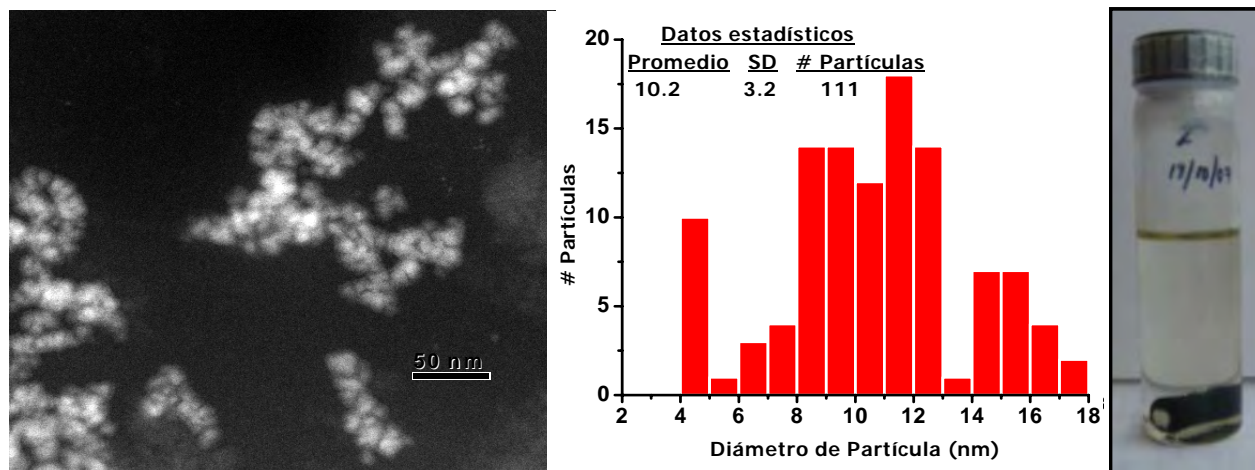 50 nm
Datos estadísticos
Promedio SD # Partículas
10.2 3.2 111
# Partículas
20
15
10
5
0
2 4 6 8 10 12 14 16 18
Diámetro de Partícula (nm)